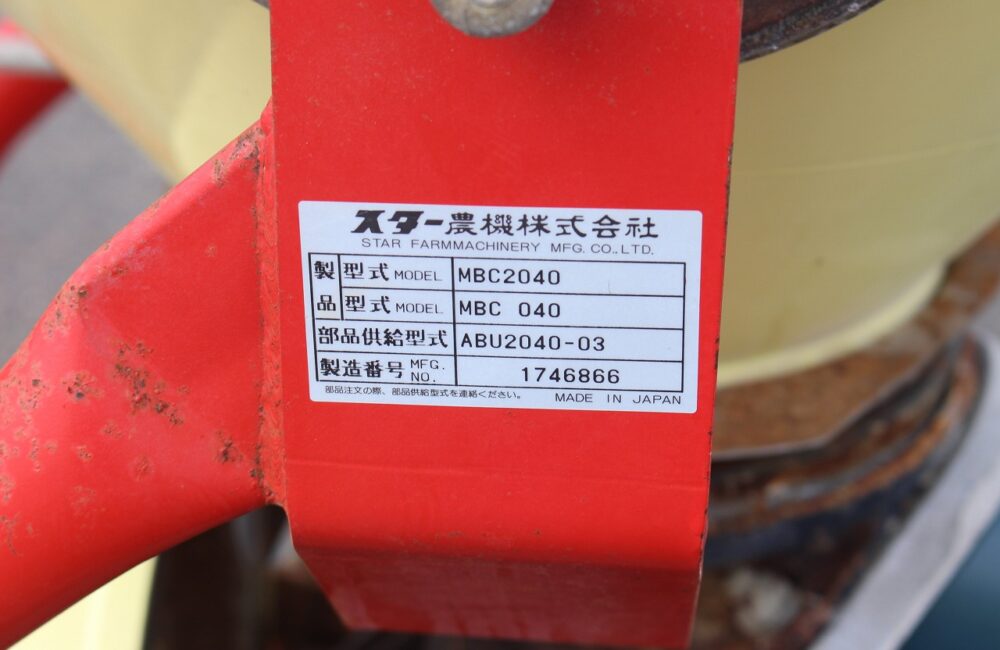 スター農機株式会社
STAR FARMMACHINERY MFG. CO.,LTD.
製 型式 MODEL MBC2040
品 型式 MODEL MBC 040
部品供給型式 ABU2040-03
製造番号 MFG. NO. 1746866
部品注文の際、部品供給型式を連絡ください。 MADE IN JAPAN